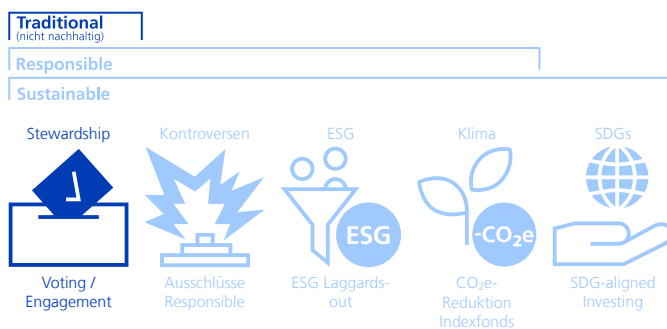 Traditional
(nicht nachhaltig)
Responsible
Sustainable
Stewardship
Kontroversen
ESG
Klima
SDGs
ESG
-CO₂e
Voting /
Engagement
Ausschlüsse
Responsible
ESG Laggards-
out
CO₂e-
Reduktion
Indexfonds
SDG-aligned
Investing